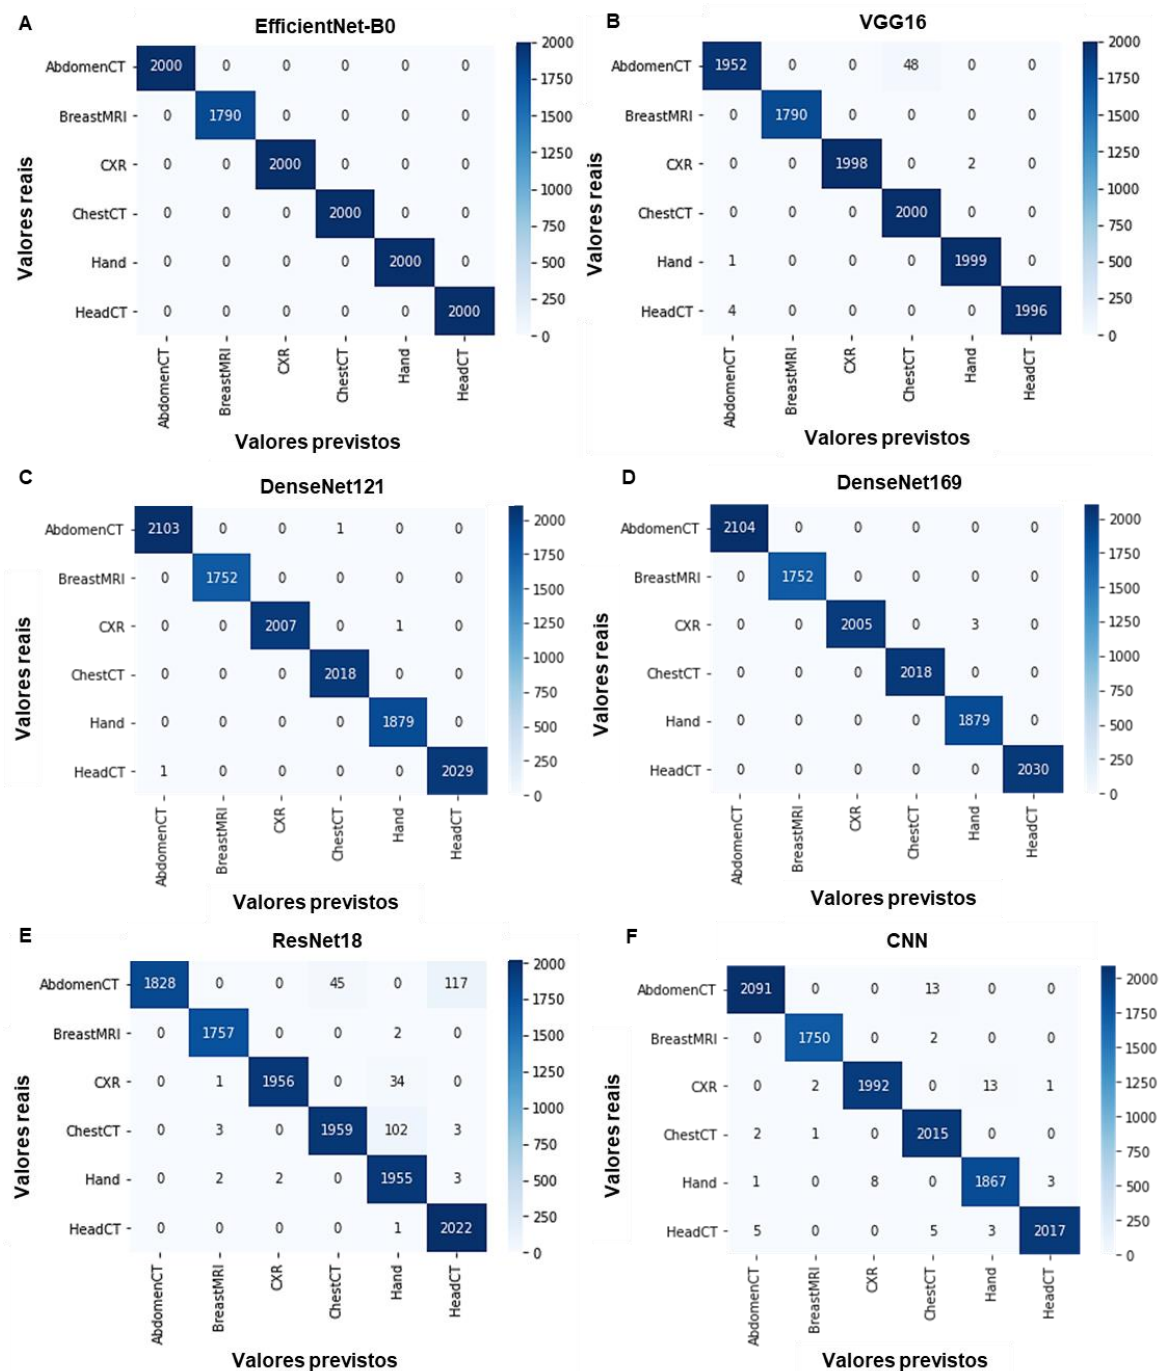 A
EfficientNet-B0
AbdomenCT 2000 0 0 0 0 0
BreastMRI 0 1790 0 0 0 0
CXR 0 0 2000 0 0 0
ChestCT 0 0 0 2000 0 0
Hand 0 0 0 0 2000 0
HeadCT 0 0 0 0 0 2000
2000
1750
1500
1250
1000
750
500
250
0
Valores reais
AbdomenCT BreastMRI CXR ChestCT Hand HeadCT
Valores previstos
B
VGG16
AbdomenCT 1952 0 0 48 0 0
BreastMRI 0 1790 0 0 0 0
CXR 0 0 1998 0 2 0
ChestCT 0 0 0 2000 0 0
Hand 1 0 0 0 1999 0
HeadCT 4 0 0 0 0 1996
2000
1750
1500
1250
1000
750
500
250
0
Valores reais
AbdomenCT BreastMRI CXR ChestCT Hand HeadCT
Valores previstos
C
DenseNet121
AbdomenCT 2103 0 0 1 0 0
BreastMRI 0 1752 0 0 0 0
CXR 0 0 2007 0 1 0
ChestCT 0 0 0 2018 0 0
Hand 0 0 0 0 1879 0
HeadCT 1 0 0 0 0 2029
2000
1750
1500
1250
1000
750
500
250
0
Valores reais
AbdomenCT BreastMRI CXR ChestCT Hand HeadCT
Valores previstos
D
DenseNet169
AbdomenCT 2104 0 0 0 0 0
BreastMRI 0 1752 0 0 0 0
CXR 0 0 2005 0 3 0
ChestCT 0 0 0 2018 0 0
Hand 0 0 0 0 1879 0
HeadCT 0 0 0 0 0 2030
2000
1750
1500
1250
1000
750
500
250
0
Valores reais
AbdomenCT BreastMRI CXR ChestCT Hand HeadCT
Valores previstos
E
ResNet18
AbdomenCT 1828 0 0 45 0 117
BreastMRI 0 1757 0 0 2 0
CXR 0 1 1956 0 34 0
ChestCT 0 3 0 1959 102 3
Hand 0 2 2 0 1955 3
HeadCT 0 0 0 0 1 2022
2000
1750
1500
1250
1000
750
500
250
0
Valores reais
AbdomenCT BreastMRI CXR ChestCT Hand HeadCT
Valores previstos
F
CNN
AbdomenCT 2091 0 0 13 0 0
BreastMRI 0 1750 0 2 0 0
CXR 0 2 1992 0 13 1
ChestCT 2 1 0 2015 0 0
Hand 1 0 8 0 1867 3
HeadCT 5 0 0 5 3 2017
2000
1750
1500
1250
1000
750
500
250
0
Valores reais
AbdomenCT BreastMRI CXR ChestCT Hand HeadCT
Valores previstos